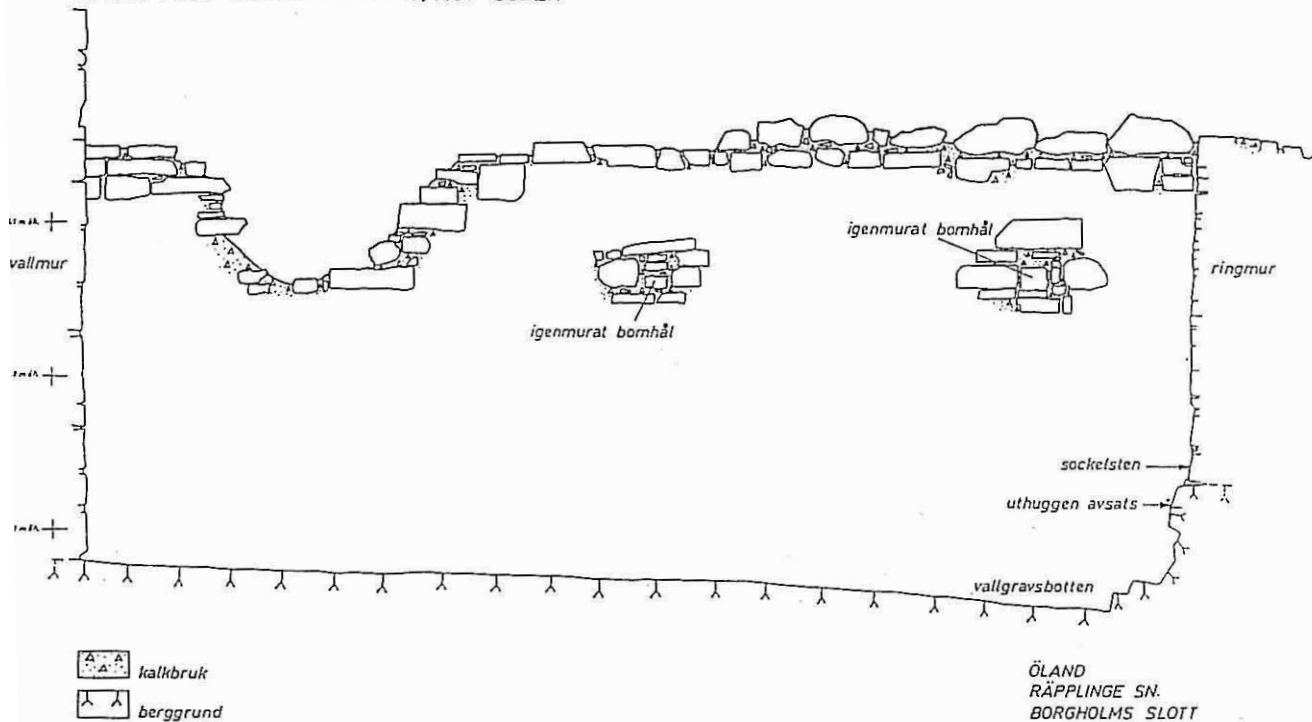 igenmurat bomhål
vallmur
ringmur
igenmurat bomhål
sockelsten
uthuggen avsats
vallgravsbotten
kalkbruk
berggrund
ÖLAND
RÄPPLINGE SN.
BORGHOLMS SLOTT